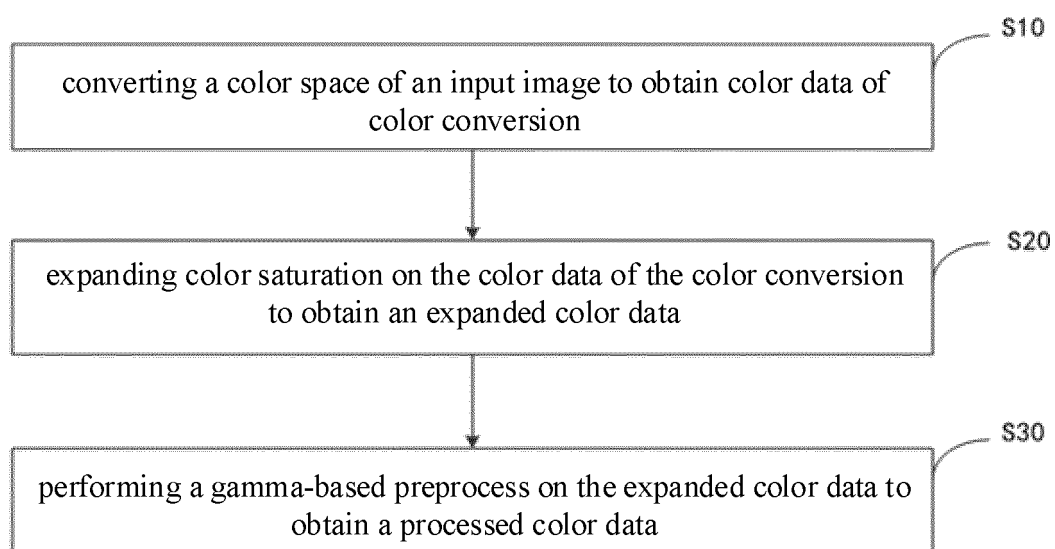 S10
converting a color space of an input image to obtain color data of
color conversion
S20
expanding color saturation on the color data of the color conversion
to obtain an expanded color data
S30
performing a gamma-based preprocess on the expanded color data to
obtain a processed color data